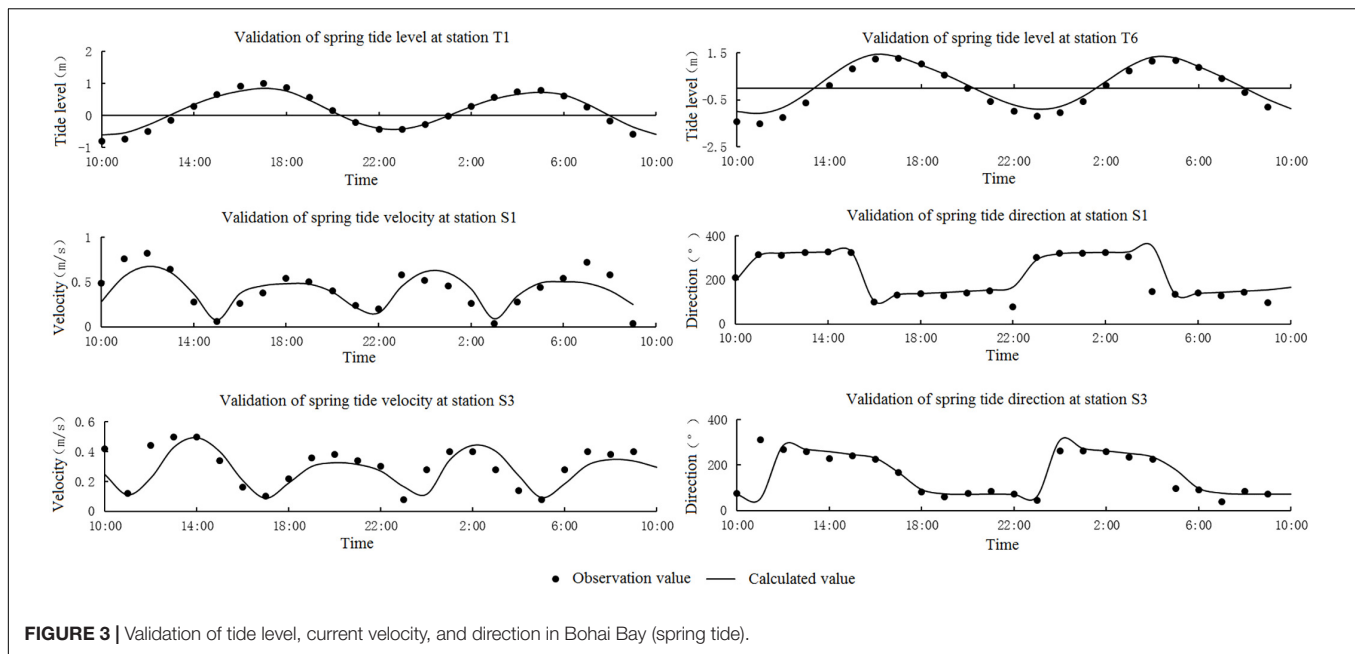 Validation of spring tide level at station T1
Tide level (m)
2
1
0
-1
10:00 14:00 18:00 22:00 2:00 6:00 10:00
Time
Validation of spring tide level at station T6
Tide level (m)
1.5
-0.5
-2.5
10:00 14:00 18:00 22:00 2:00 6:00 10:00
Time
Validation of spring tide velocity at station S1
Velocity (m/s)
1
0.5
0
10:00 14:00 18:00 22:00 2:00 6:00 10:00
Time
Validation of spring tide direction at station S1
Direction (°)
400
200
0
10:00 14:00 18:00 22:00 2:00 6:00 10:00
Time
Validation of spring tide velocity at station S3
Velocity (m/s)
0.6
0.4
0.2
0
10:00 14:00 18:00 22:00 2:00 6:00 10:00
Time
Validation of spring tide direction at station S3
Direction (°)
400
200
0
10:00 14:00 18:00 22:00 2:00 6:00 10:00
Time
Observation value Calculated value
FIGURE 3 | Validation of tide level, current velocity, and direction in Bohai Bay (spring tide).